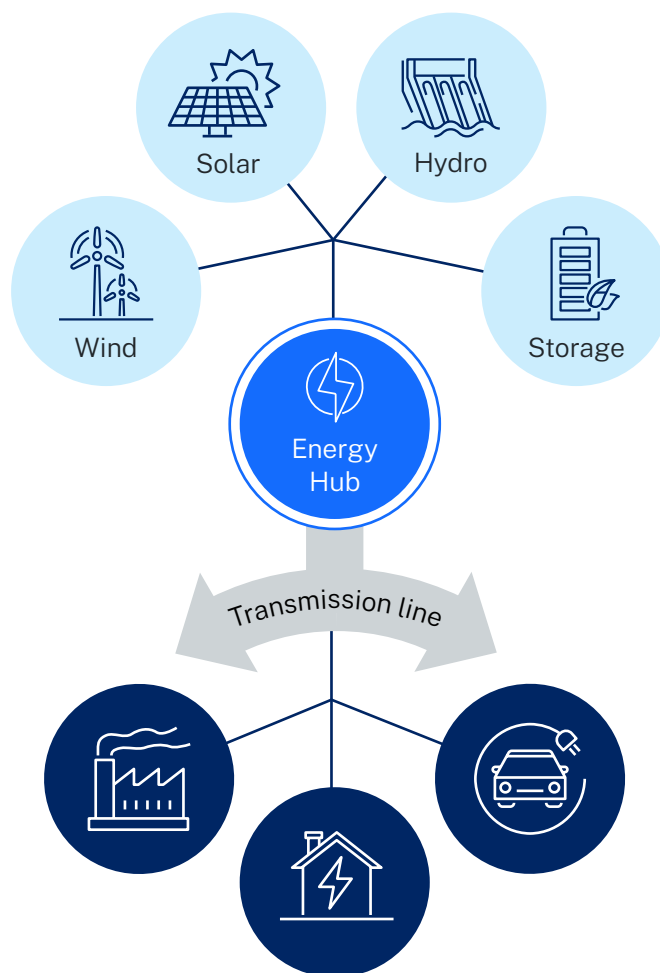 Solar
Hydro
Wind
Storage
Energy
Hub
Transmission line